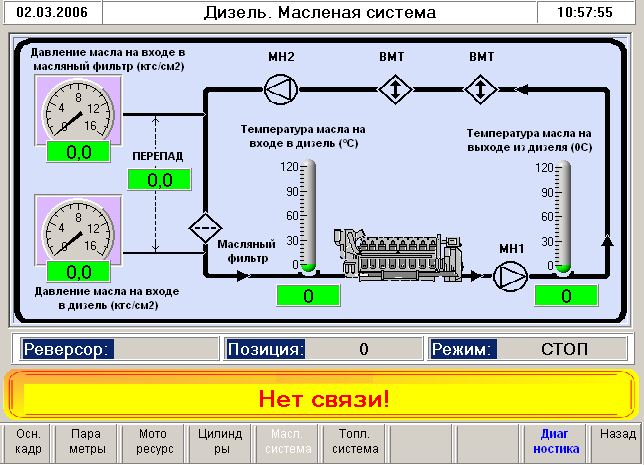 02.03.2006
Дизель. Масленая система
10:57:55
Давление масла на входе в
масляный фильтр (кгс/см2)
0
4
8
12
16
0,0
ПЕРЕПАД
0,0
0
4
8
12
16
0,0
Давление масла на входе
в дизель (кгс/см2)
МН2
ВМТ
ВМТ
Температура масла на
входе в дизель (°С)
120
90
60
30
0
0
Масляный
фильтр
МН1
Температура масла на
выходе из дизеля (0С)
120
90
60
30
0
0
Реверсор:
Позиция:
0
Режим:
СТОП
Нет связи!
Осн.
кадр
Пара
метры
Мото
ресурс
Цилинд
ры
Масл.
система
Топл.
система
Диаг
ностика
Назад